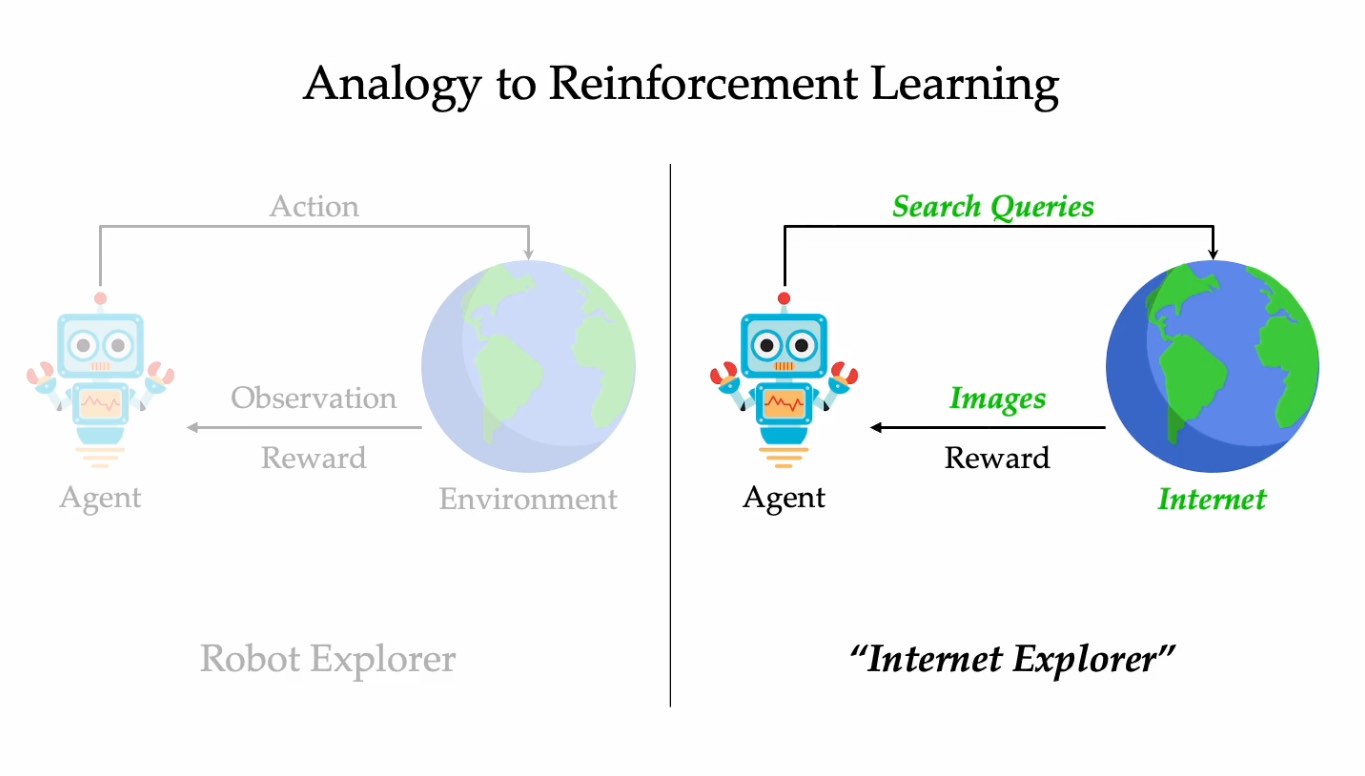 Analogy to Reinforcement Learning
Action
Observation
Reward
Agent
Environment
Robot Explorer
Search Queries
Images
Reward
Agent
Internet
“Internet Explorer”